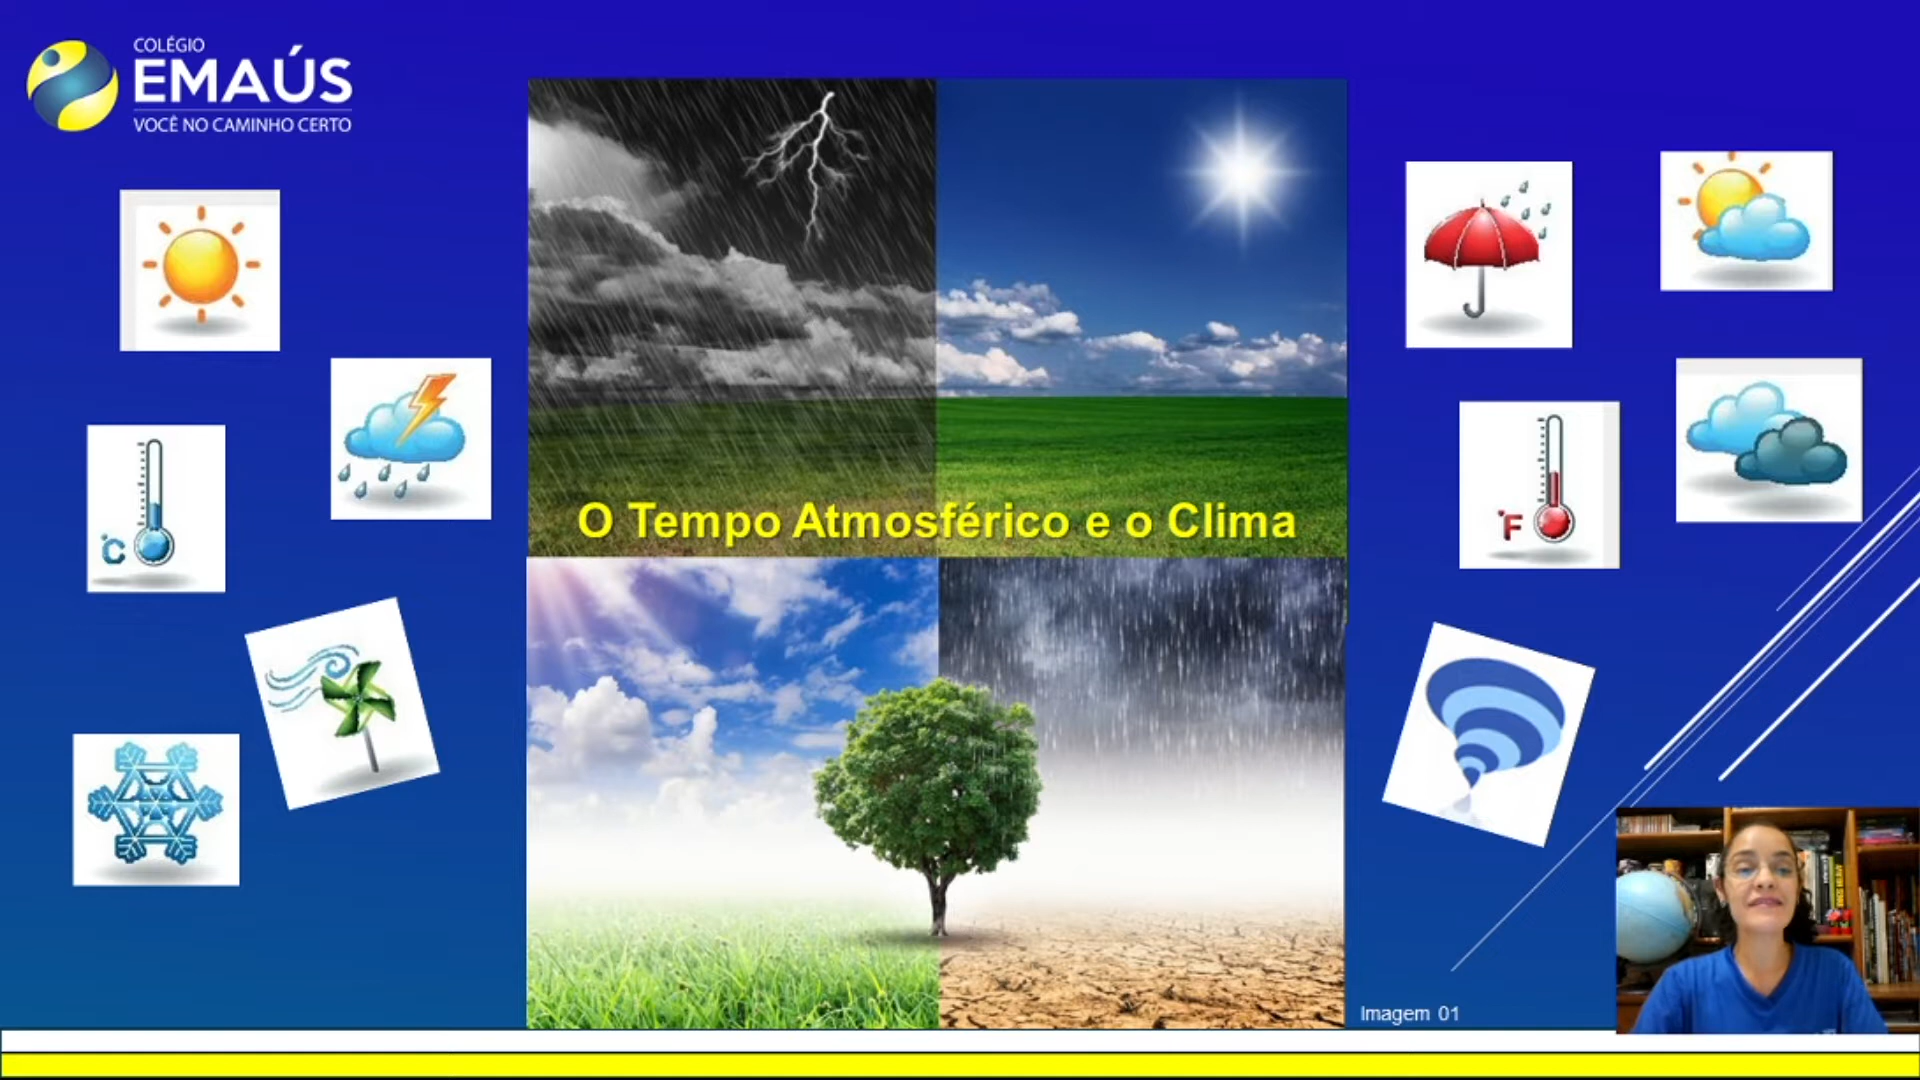 COLÉGIO
EMAÚS
VOCÊ NO CAMINHO CERTO
O Tempo Atmosférico e o Clima
°C
°F
Imagem 01